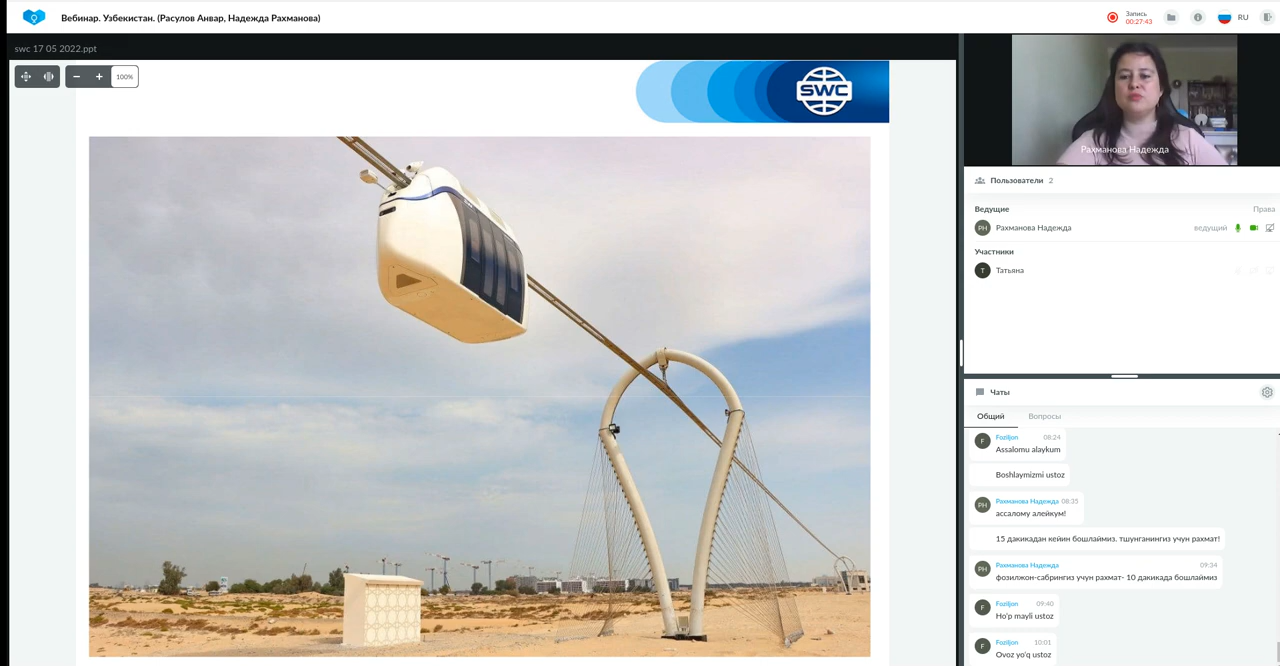 Вебинар. Узбекистан. (Расулов Анвар, Надежда Рахманова)
Запись
00:27:43
RU
swc 17 05 2022.ppt
100%
SWC
Рахманова Надежда
Пользователи 2
Ведущие Права
РН Рахманова Надежда ведущий
Участники
Т Татьяна
Чаты
Общий Вопросы
F Foziljon 08:24
Assalomu alaykum
Boshlaymizmi ustoz
РН Рахманова Надежда 08:35
ассалому алейкум!
15 дакикадан кейин бошлаймиз. тшунганингиз учун рахмат!
РН Рахманова Надежда 09:34
фозилжон-сабрингиз учун рахмат- 10 дакикада бошлаймиз
F Foziljon 09:40
Ho'p mayli ustoz
F Foziljon 10:01
Ovoz yo'q ustoz